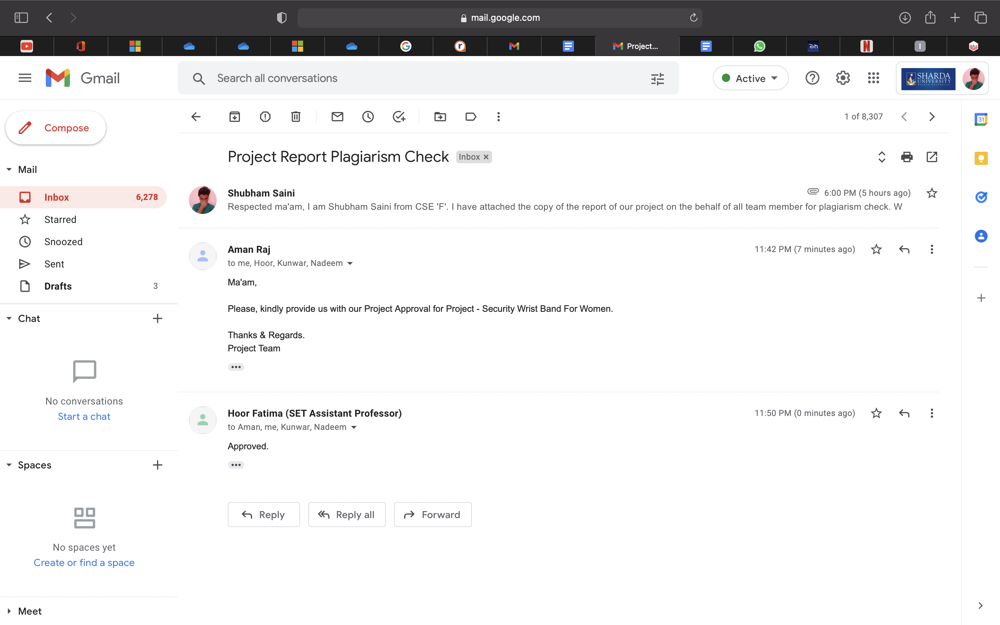 mail.google.com
Project...
Gmail
Search all conversations
Active
SHARDA
UNIVERSITY
Beyond Boundaries
Compose
1 of 8,307
31
Mail
Inbox 6,278
Starred
Snoozed
Sent
Drafts 3
Project Report Plagiarism Check Inbox
Shubham Saini 6:00 PM (5 hours ago)
Respected ma'am, I am Shubham Saini from CSE 'F'. I have attached the copy of the report of our project on the behalf of all team member for plagiarism check. W
Aman Raj 11:42 PM (7 minutes ago)
to me, Hoor, Kunwar, Nadeem
Ma'am,
Please, kindly provide us with our Project Approval for Project - Security Wrist Band For Women.
Thanks & Regards.
Project Team
Chat
No conversations
Start a chat
Hoor Fatima (SET Assistant Professor) 11:50 PM (0 minutes ago)
to Aman, me, Kunwar, Nadeem
Approved.
Spaces
No spaces yet
Create or find a space
Reply Reply all Forward
Meet